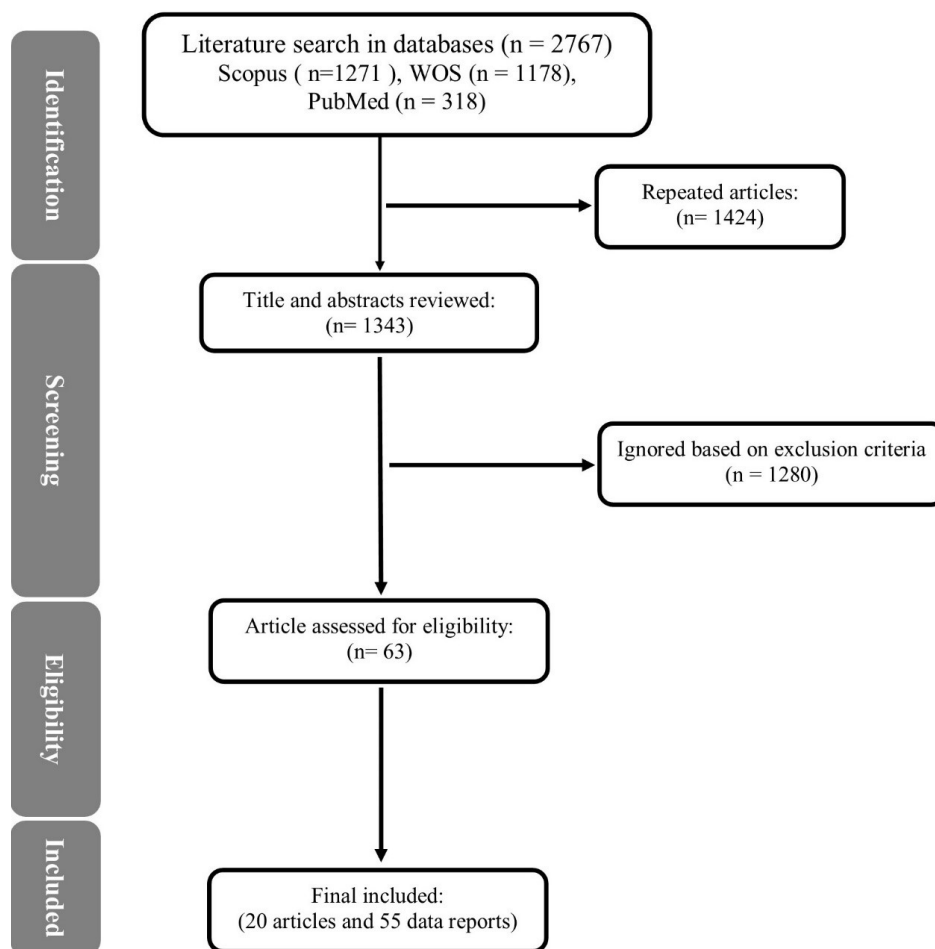 Identification
Literature search in databases (n = 2767)
Scopus ( n=1271 ), WOS (n = 1178),
PubMed (n = 318)
Repeated articles:
(n= 1424)
Screening
Title and abstracts reviewed:
(n= 1343)
Ignored based on exclusion criteria
(n = 1280)
Eligibility
Article assessed for eligibility:
(n= 63)
Included
Final included:
(20 articles and 55 data reports)